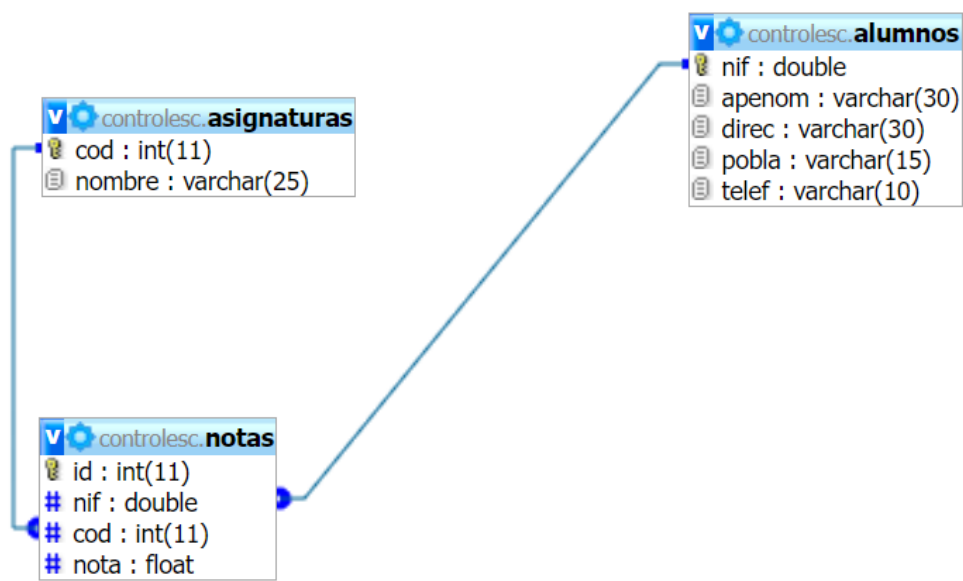 controlesc.alumnos
nif : double
apenom : varchar(30)
direc : varchar(30)
pobla : varchar(15)
telef : varchar(10)
controlesc.asignaturas
cod : int(11)
nombre : varchar(25)
controlesc.notas
id : int(11)
# nif : double
# cod : int(11)
# nota : float